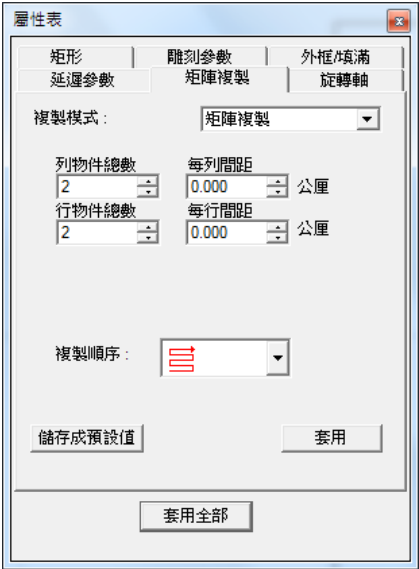 屬性表
矩形 雕刻參數 外框/填滿
延遲參數 矩陣複製 旋轉軸
複製模式： 矩陣複製
列物件總數 每列間距
2 0.000 公厘
行物件總數 每行間距
2 0.000 公厘
複製順序：
儲存成預設值 套用
套用全部